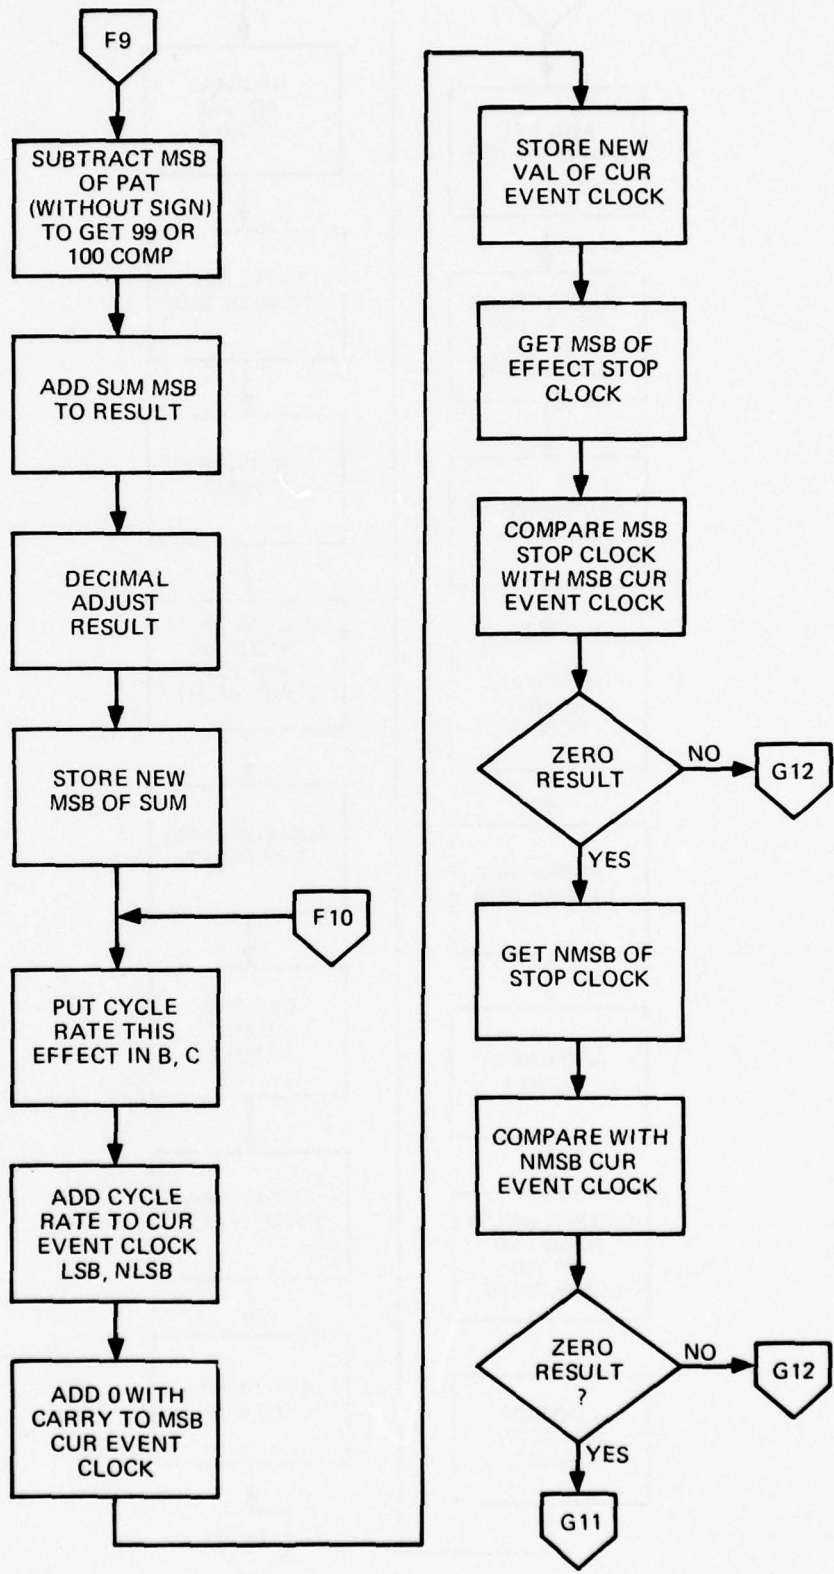 F9
SUBTRACT MSB
OF PAT
(WITHOUT SIGN)
TO GET 99 OR
100 COMP
ADD SUM MSB
TO RESULT
DECIMAL
ADJUST
RESULT
STORE NEW
MSB OF SUM
F10
PUT CYCLE
RATE THIS
EFFECT IN B, C
ADD CYCLE
RATE TO CUR
EVENT CLOCK
LSB, NLSB
ADD 0 WITH
CARRY TO MSB
CUR EVENT
CLOCK
STORE NEW
VAL OF CUR
EVENT CLOCK
GET MSB OF
EFFECT STOP
CLOCK
COMPARE MSB
STOP CLOCK
WITH MSB CUR
EVENT CLOCK
ZERO
RESULT
NO
G12
YES
GET NMSB OF
STOP CLOCK
COMPARE WITH
NMSB CUR
EVENT CLOCK
ZERO
RESULT
?
NO
G12
YES
G11